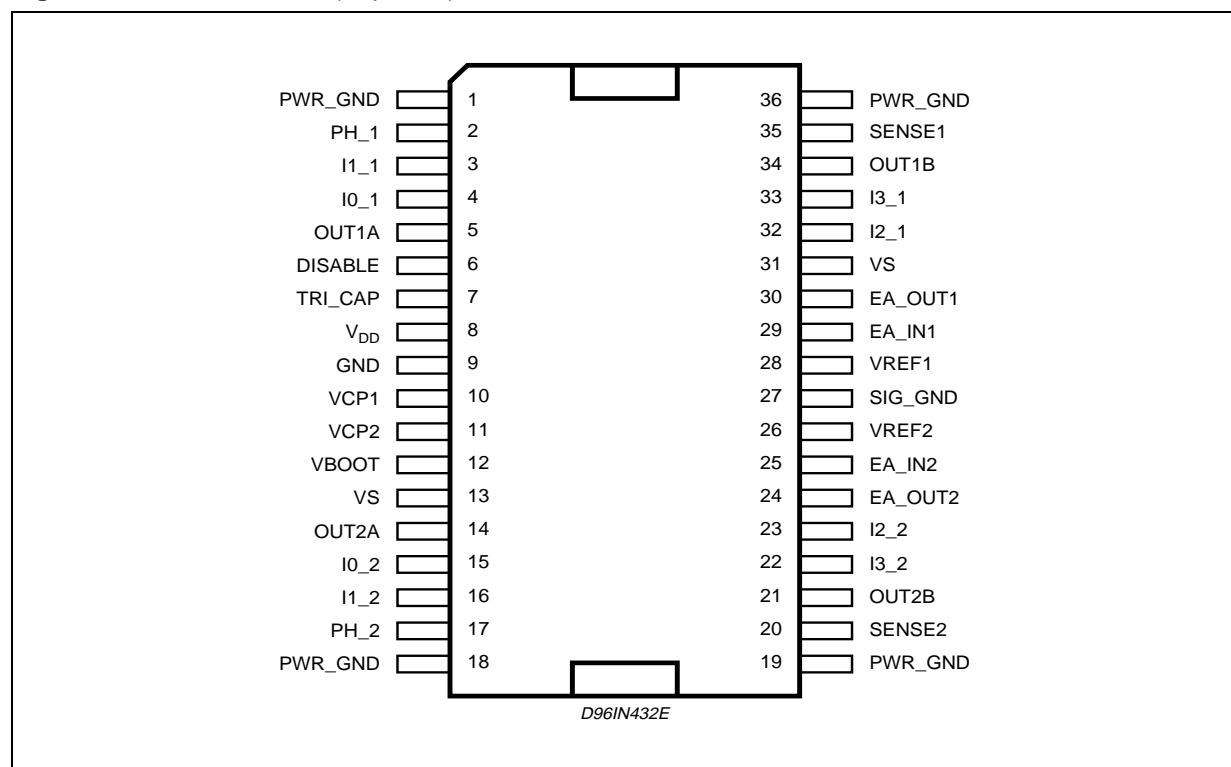 PWR_GND 1 36 PWR_GND
PH_1 2 35 SENSE1
I1_1 3 34 OUT1B
I0_1 4 33 I3_1
OUT1A 5 32 I2_1
DISABLE 6 31 VS
TRI_CAP 7 30 EA_OUT1
VDD 8 29 EA_IN1
GND 9 28 VREF1
VCP1 10 27 SIG_GND
VCP2 11 26 VREF2
VBOOT 12 25 EA_IN2
VS 13 24 EA_OUT2
OUT2A 14 23 I2_2
I0_2 15 22 I3_2
I1_2 16 21 OUT2B
PH_2 17 20 SENSE2
PWR_GND 18 19 PWR_GND
D96IN432E